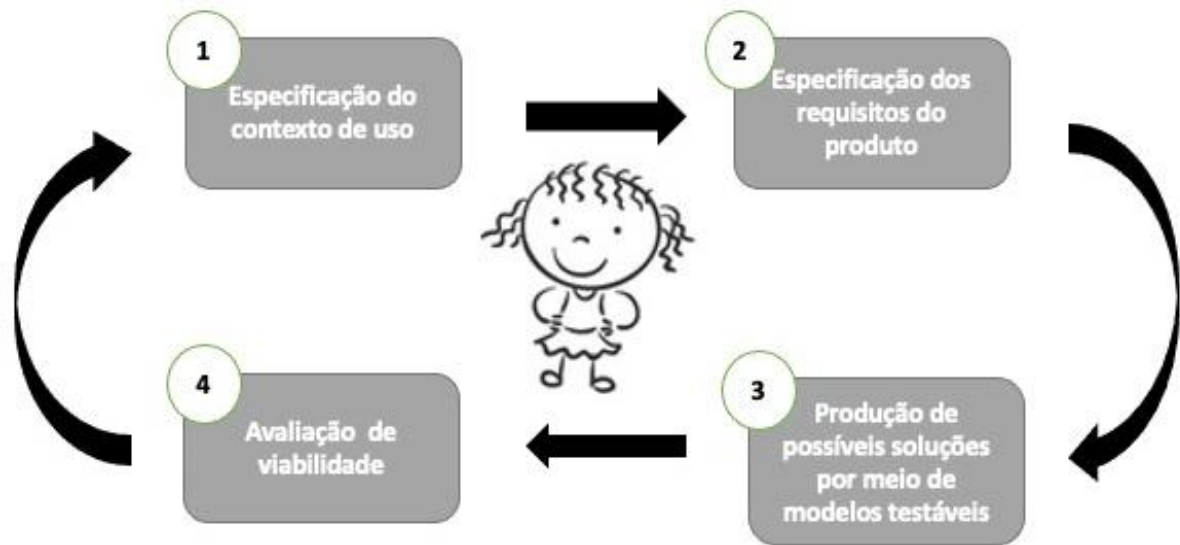 1
Especificação do
contexto de uso
2
Especificação dos
requisitos do
produto
3
Produção de
possíveis soluções
por meio de
modelos testáveis
4
Avaliação de
viabilidade